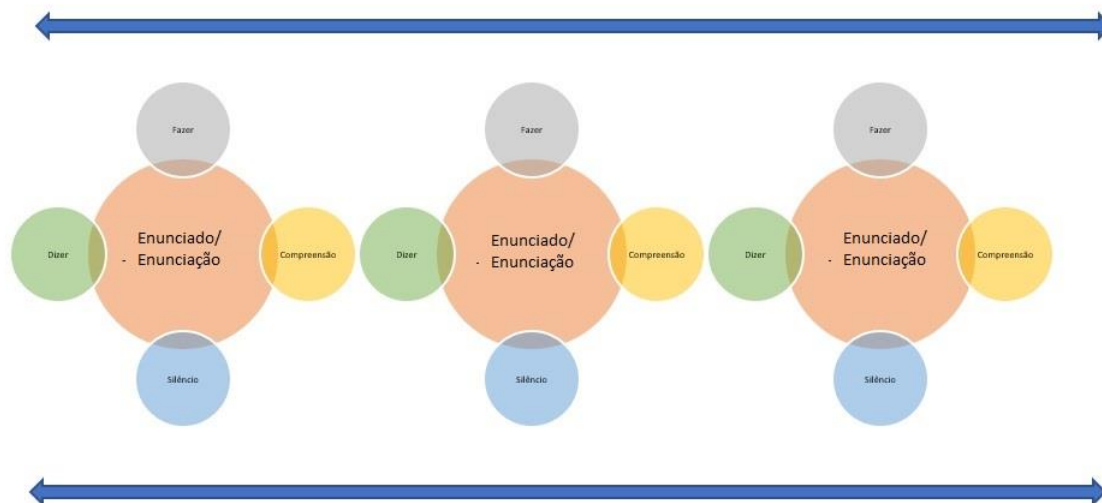 Fazer
Dizer
Enunciado/
- Enunciação
Compreensão
Silêncio
Fazer
Dizer
Enunciado/
- Enunciação
Compreensão
Silêncio
Fazer
Dizer
Enunciado/
- Enunciação
Compreensão
Silêncio